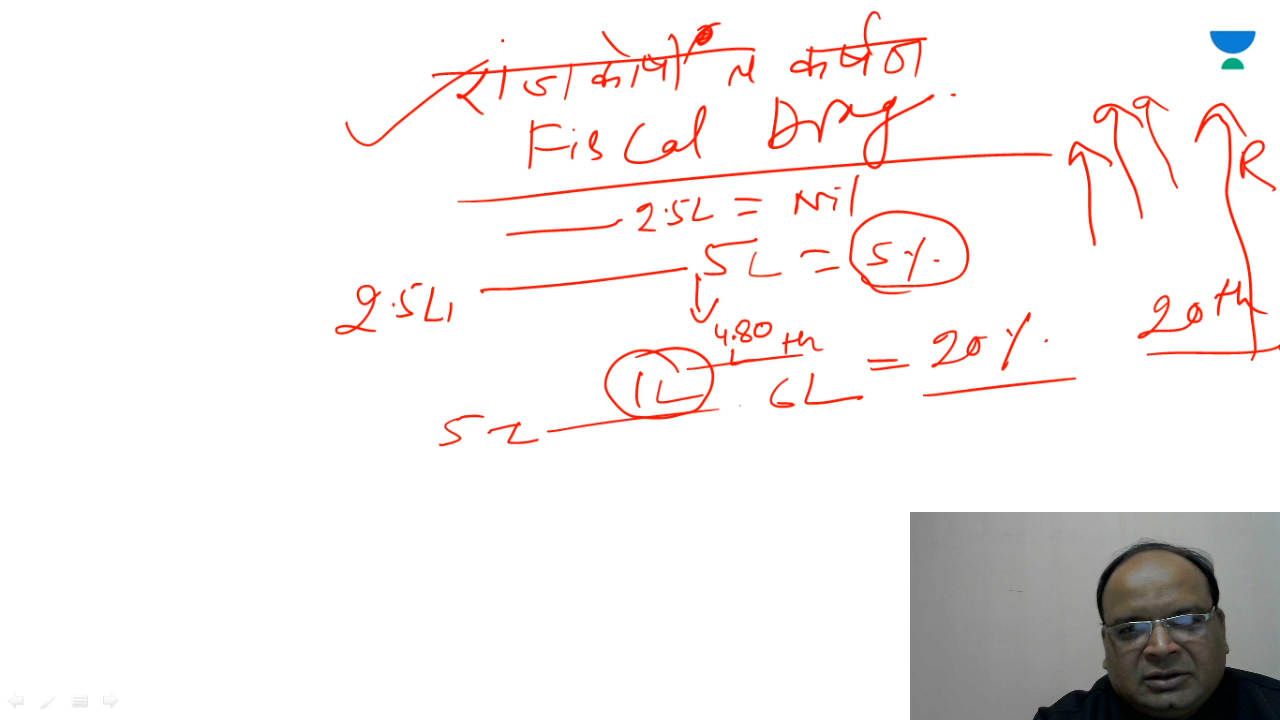 राजकोषीय कर्षण
Fiscal Drag
2.5L = Nil
5L = 5%.
2.5L
4.80 th
1L 6L = 20%.
5L
R
20th